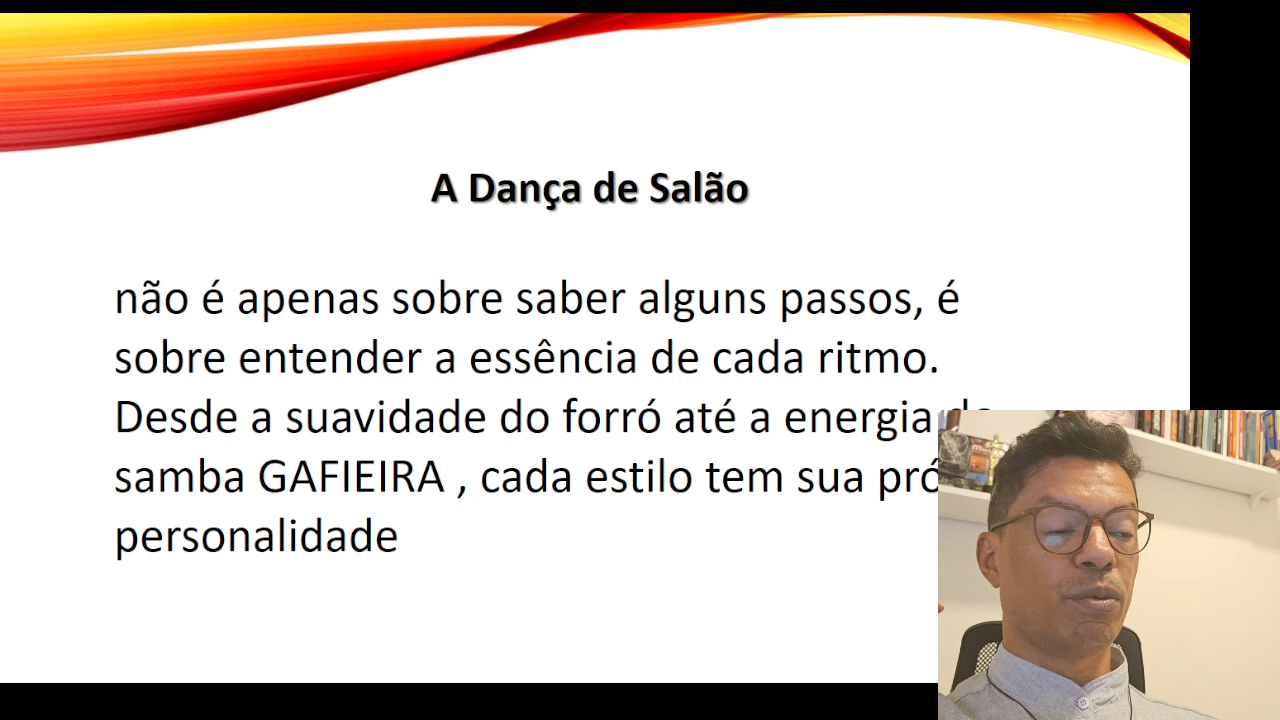 A Dança de Salão
não é apenas sobre saber alguns passos, é
sobre entender a essência de cada ritmo.
Desde a suavidade do forró até a energia
samba GAFIEIRA , cada estilo tem sua
personalidade